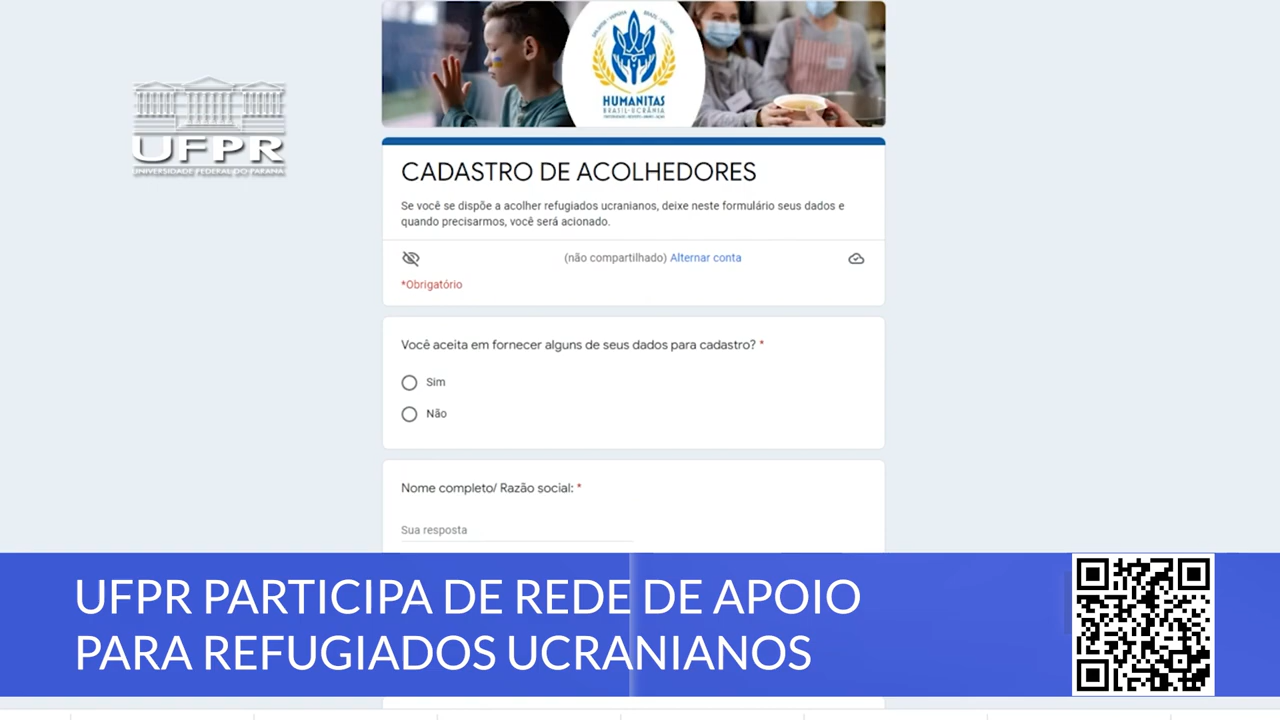 HUMANITAS
BRASIL-UCRÂNIA
UFPR
UNIVERSIDADE FEDERAL DO PARANÁ
CADASTRO DE ACOLHEDORES
Se você se dispõe a acolher refugiados ucranianos, deixe neste formulário seus dados e
quando precisarmos, você será acionado.
(não compartilhado) Alternar conta
*Obrigatório
Você aceita em fornecer alguns de seus dados para cadastro? *
Sim
Não
Nome completo/ Razão social: *
Sua resposta
UFPR PARTICIPA DE REDE DE APOIO
PARA REFUGIADOS UCRANIANOS